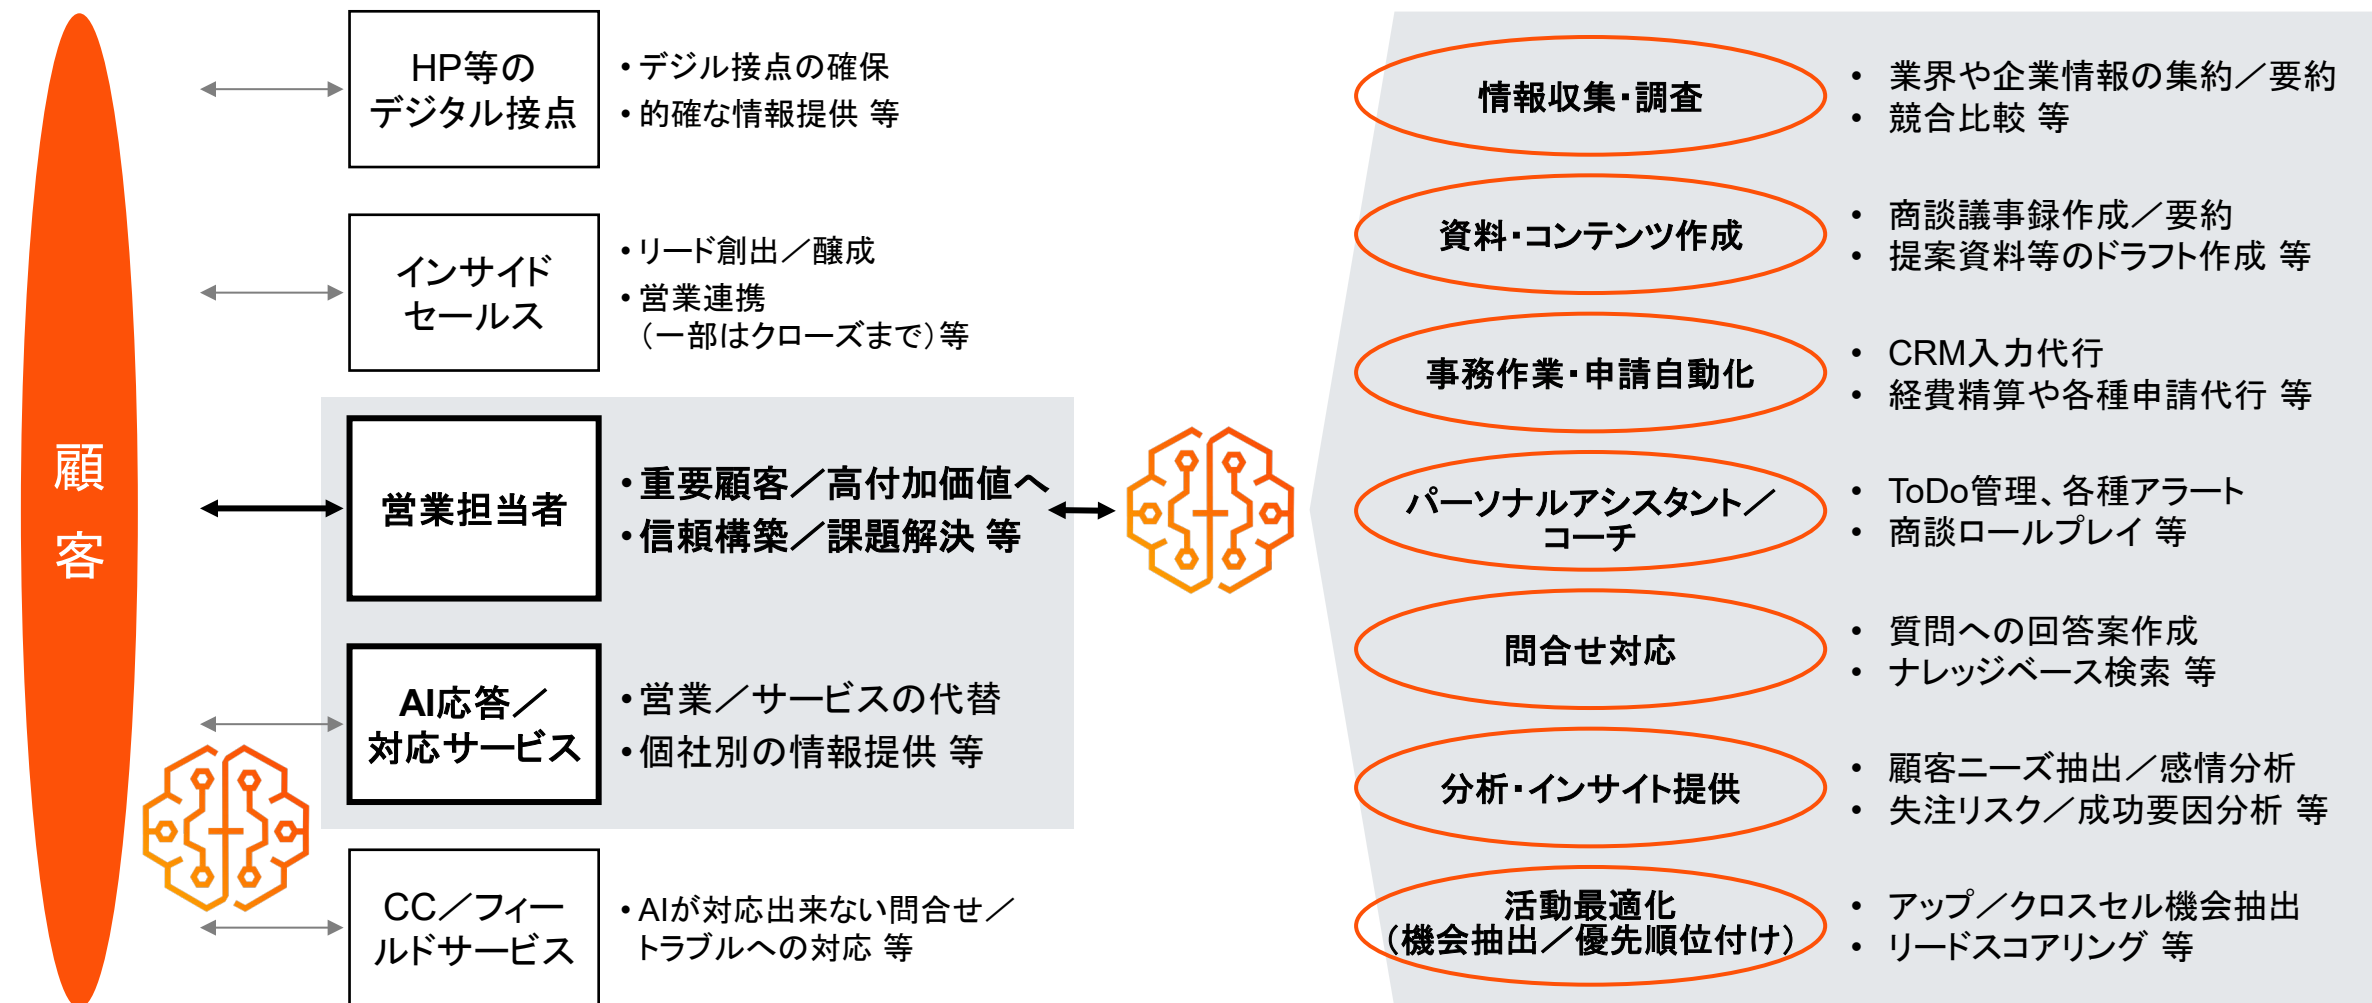 顧
客
HP等の
デジタル接点
• デジル接点の確保
• 的確な情報提供 等
インサイド
セールス
• リード創出／醸成
• 営業連携
（一部はクローズまで）等
営業担当者
• 重要顧客／高付加価値へ
• 信頼構築／課題解決 等
AI応答／
対応サービス
• 営業／サービスの代替
• 個社別の情報提供 等
CC／フィー
ルドサービス
• AIが対応出来ない問合せ／
トラブルへの対応 等
情報収集・調査
• 業界や企業情報の集約／要約
• 競合比較 等
資料・コンテンツ作成
• 商談議事録作成／要約
• 提案資料等のドラフト作成 等
事務作業・申請自動化
• CRM入力代行
• 経費精算や各種申請代行 等
パーソナルアシスタント／
コーチ
• ToDo管理、各種アラート
• 商談ロールプレイ 等
問合せ対応
• 質問への回答案作成
• ナレッジベース検索 等
分析・インサイト提供
• 顧客ニーズ抽出／感情分析
• 失注リスク／成功要因分析 等
活動最適化
（機会抽出／優先順位付け）
• アップ／クロスセル機会抽出
• リードスコアリング 等